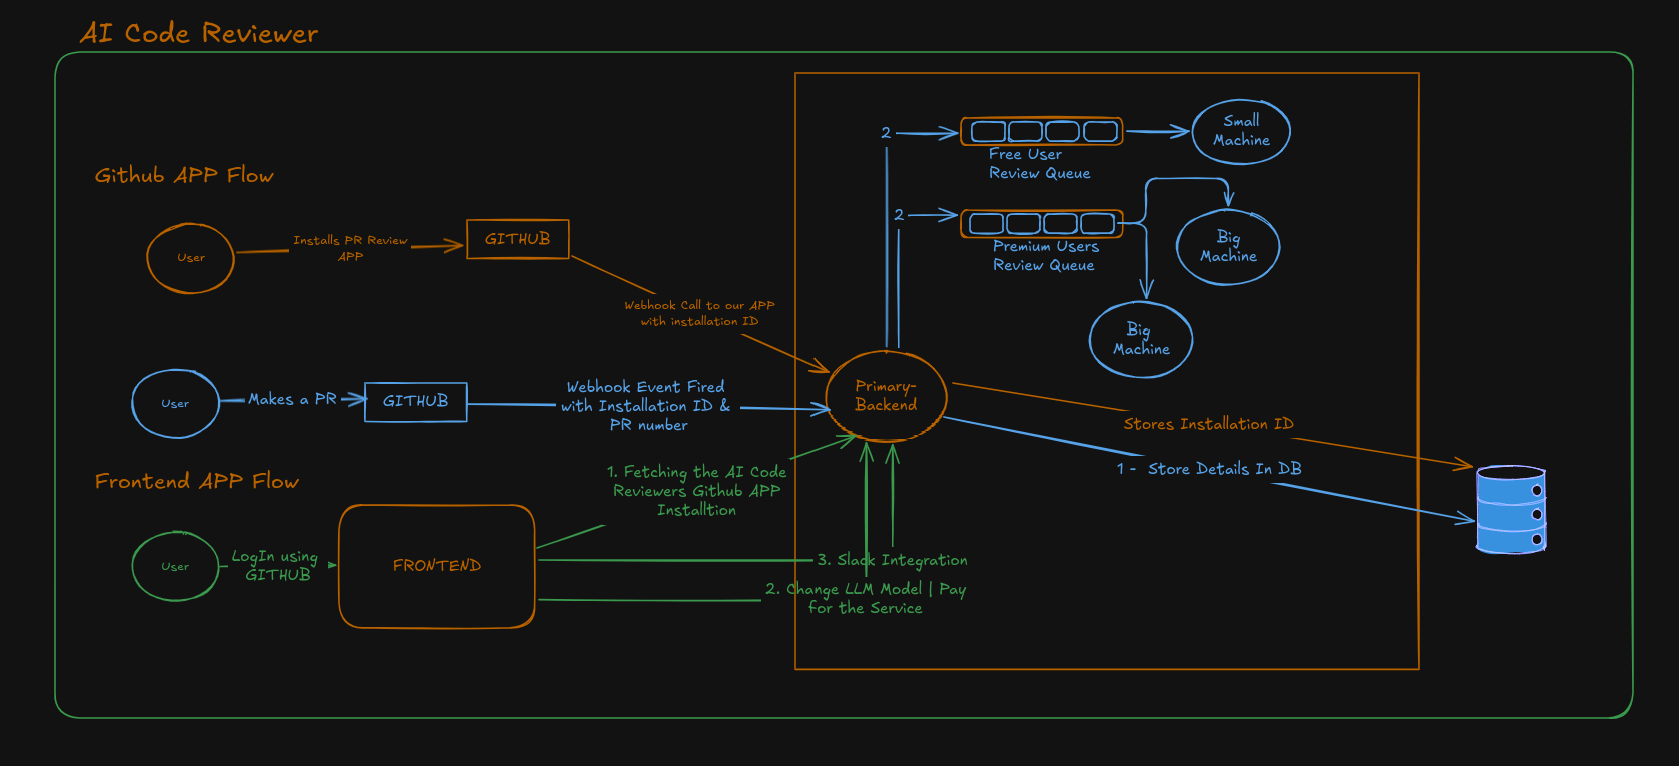 AI Code Reviewer
Github APP Flow
User
Installs PR Review
APP
GITHUB
Webhook Call to our APP
with installation ID
User
Makes a PR
GITHUB
Webhook Event Fired
with Installation ID &
PR number
Primary-
Backend
2
Free User
Review Queue
Small
Machine
2
Premium Users
Review Queue
Big
Machine
Big
Machine
Stores Installation ID
1 - Store Details In DB
Frontend APP Flow
User
LogIn using
GITHUB
FRONTEND
1. Fetching the AI Code
Reviewers Github APP
Installtion
3. Slack Integration
2. Change LLM Model | Pay
for the Service